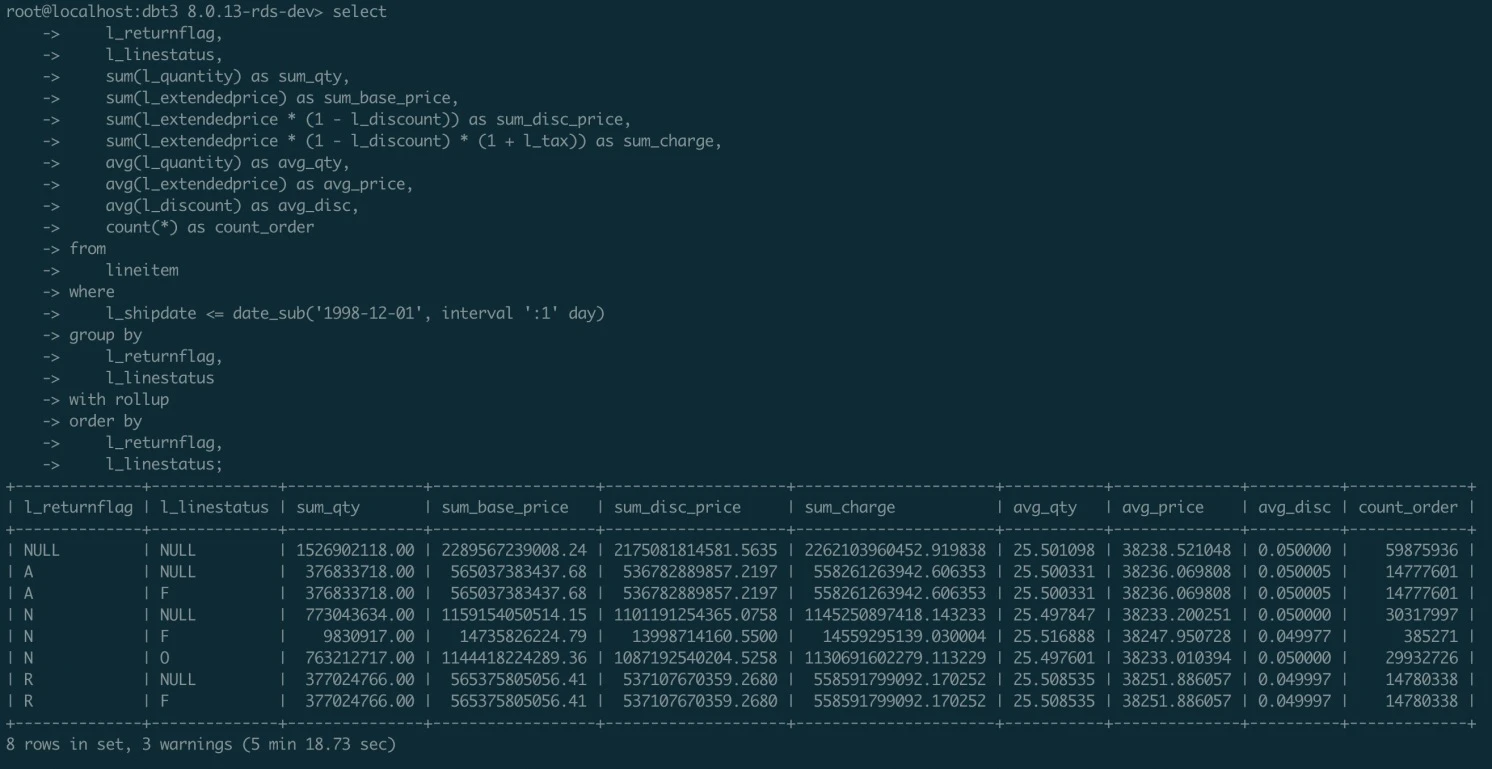 root@localhost:dbt3 8.0.13-rds-dev> select
    ->     l_returnflag,
    ->     l_linestatus,
    ->     sum(l_quantity) as sum_qty,
    ->     sum(l_extendedprice) as sum_base_price,
    ->     sum(l_extendedprice * (1 - l_discount)) as sum_disc_price,
    ->     sum(l_extendedprice * (1 - l_discount) * (1 + l_tax)) as sum_charge,
    ->     avg(l_quantity) as avg_qty,
    ->     avg(l_extendedprice) as avg_price,
    ->     avg(l_discount) as avg_disc,
    ->     count(*) as count_order
    -> from
    ->     lineitem
    -> where
    ->     l_shipdate <= date_sub('1998-12-01', interval ':1' day)
    -> group by
    ->     l_returnflag,
    ->     l_linestatus
    -> with rollup
    -> order by
    ->     l_returnflag,
    ->     l_linestatus;
+--------------+--------------+---------------+------------------+--------------------+-----------------------+-----------+--------------+----------+-------------+
| l_returnflag | l_linestatus | sum_qty       | sum_base_price   | sum_disc_price     | sum_charge            | avg_qty   | avg_price    | avg_disc | count_order |
+--------------+--------------+---------------+------------------+--------------------+-----------------------+-----------+--------------+----------+-------------+
| NULL         | NULL         | 1526902118.00 | 2289567239008.24 | 2175081814581.5635 | 2262103960452.919838 | 25.501098 | 38238.521048 | 0.050000 |    59875936 |
| A            | NULL         |  376833718.00 |  565037383437.68 |  536782889857.2197 |  558261263942.606353 | 25.500331 | 38236.069808 | 0.050005 |    14777601 |
| A            | F            |  376833718.00 |  565037383437.68 |  536782889857.2197 |  558261263942.606353 | 25.500331 | 38236.069808 | 0.050005 |    14777601 |
| N            | NULL         |  773043634.00 | 1159154050514.15 | 1101191254365.0758 | 1145250897418.143233 | 25.497847 | 38233.200251 | 0.050000 |    30317997 |
| N            | F            |    9830917.00 |   14735826224.79 |   13998714160.5500 |   14559295139.030004 | 25.516888 | 38247.950728 | 0.049977 |      385271 |
| N            | O            |  763212717.00 | 1144418224289.36 | 1087192540204.5258 | 1130691602279.113229 | 25.497601 | 38233.010394 | 0.050000 |    29932726 |
| R            | NULL         |  377024766.00 |  565375805056.41 |  537107670359.2680 |  558591799092.170252 | 25.508535 | 38251.886057 | 0.049997 |    14780338 |
| R            | F            |  377024766.00 |  565375805056.41 |  537107670359.2680 |  558591799092.170252 | 25.508535 | 38251.886057 | 0.049997 |    14780338 |
+--------------+--------------+---------------+------------------+--------------------+-----------------------+-----------+--------------+----------+-------------+
8 rows in set, 3 warnings (5 min 18.73 sec)